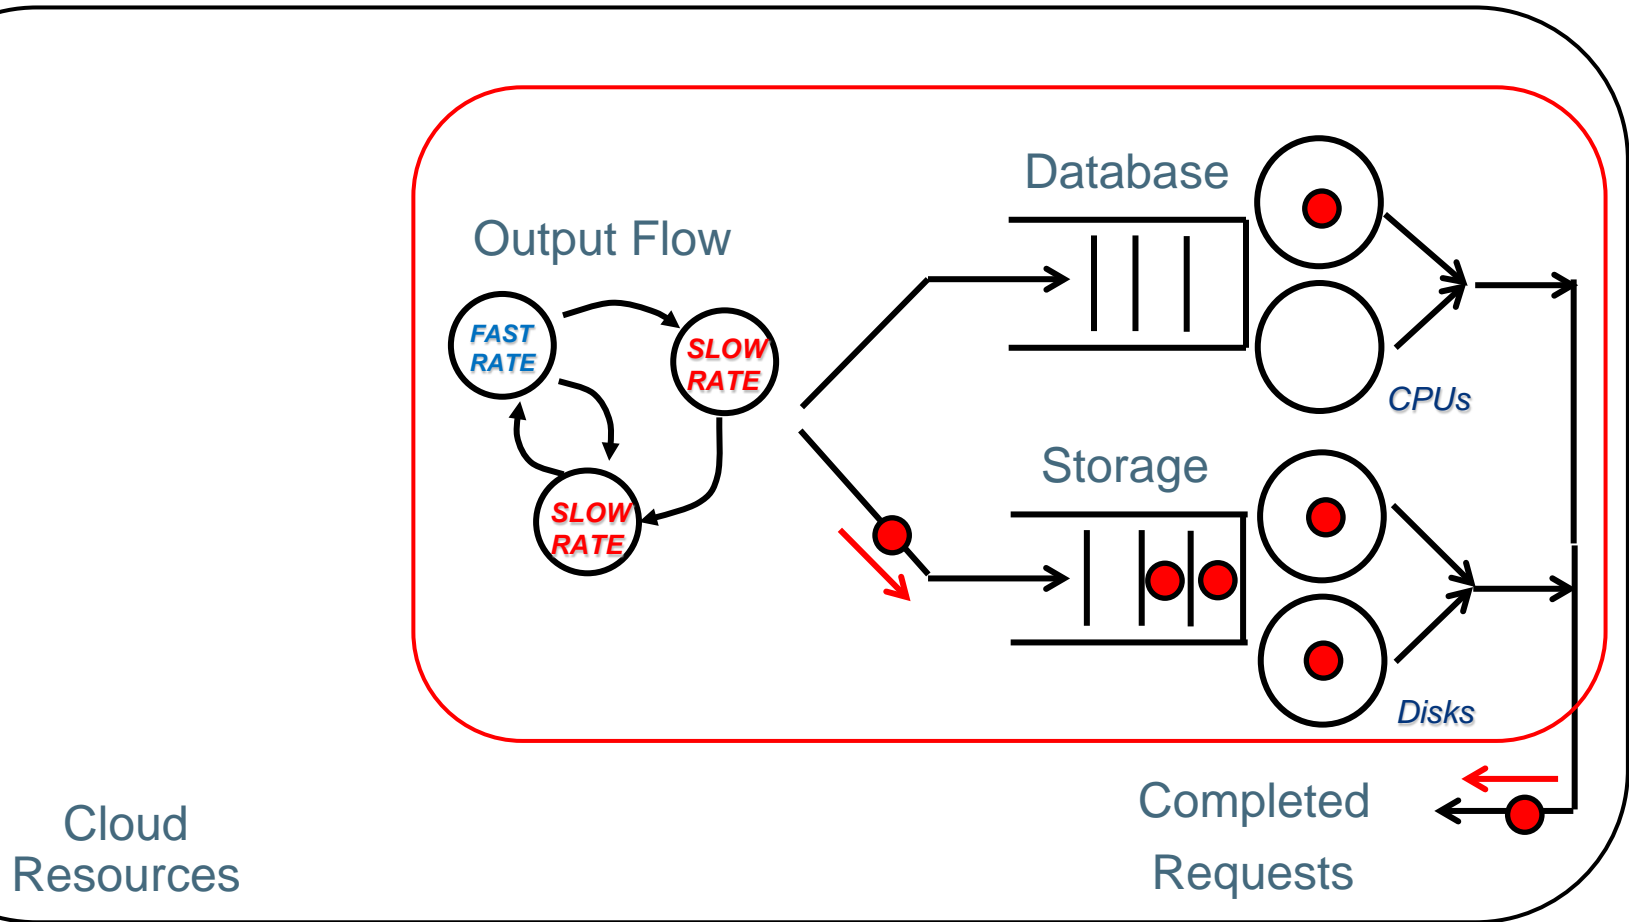 Database
Output Flow
FAST
RATE
SLOW
RATE
CPUs
Storage
SLOW
RATE
Disks
Completed
Requests
Cloud
Resources